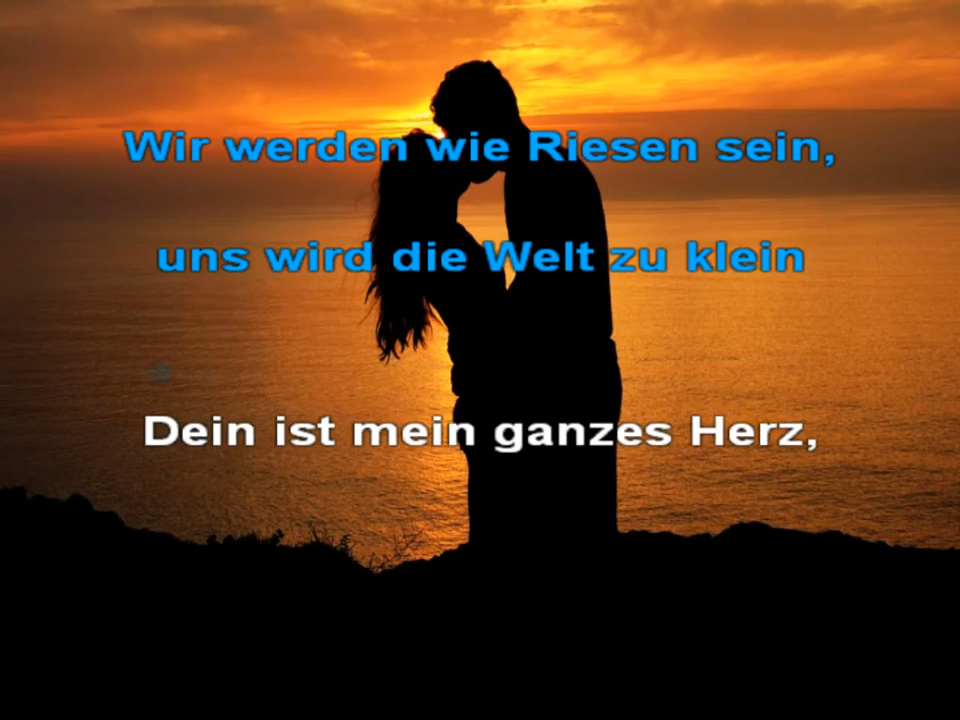 Wir werden wie Riesen sein,
uns wird die Welt zu klein
Dein ist mein ganzes Herz,